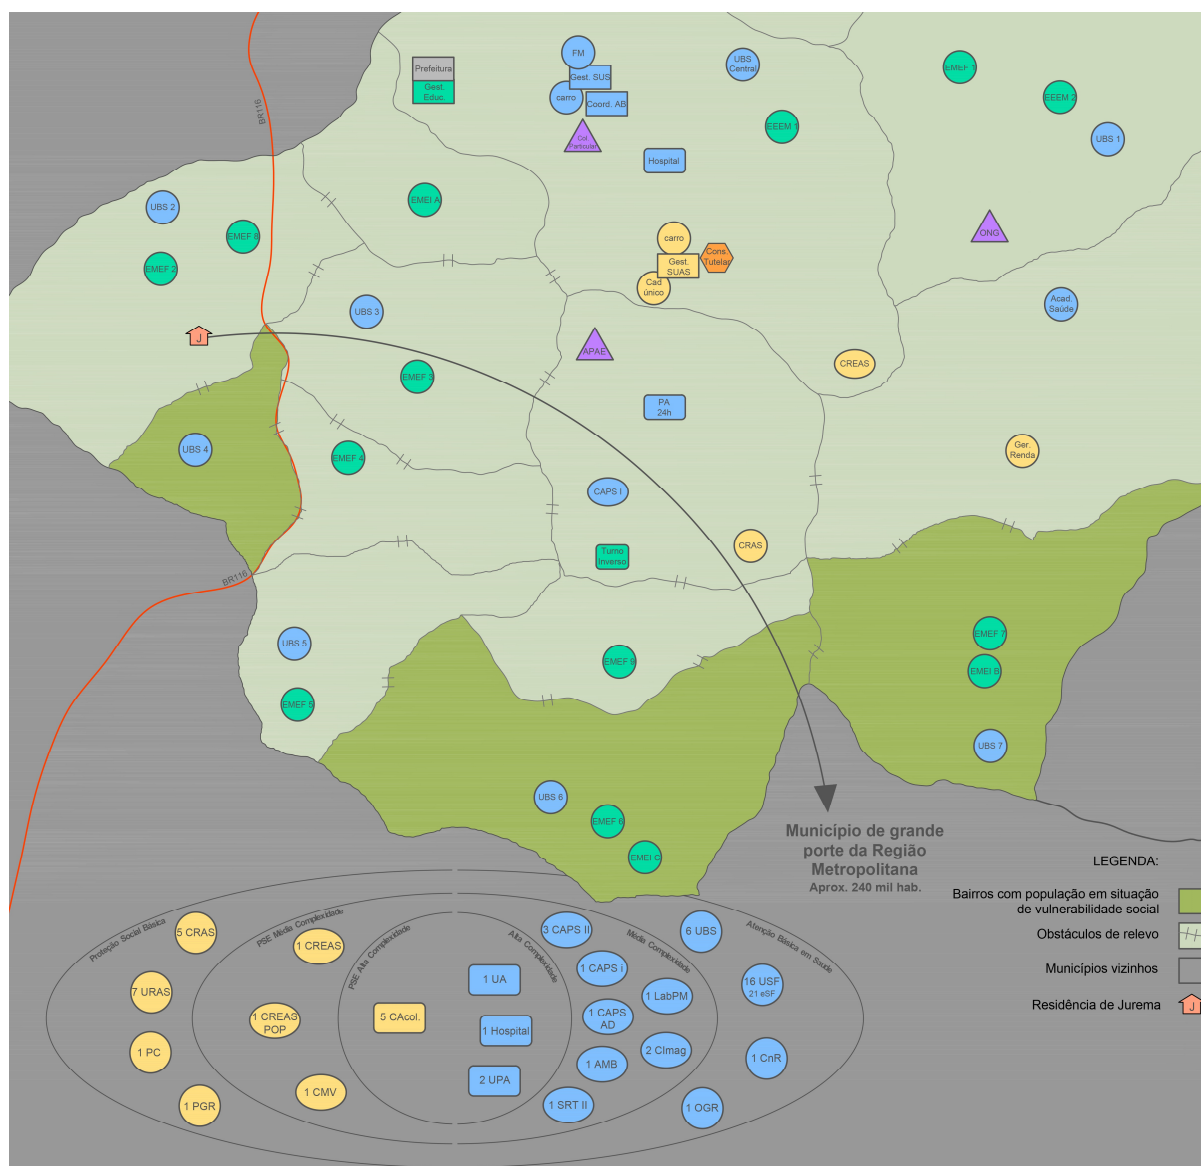 FM
Prefeitura
Gest.
Educ.
Gest. SUS
carro
Coord. AB
UBS
Central
EMEF 1
EEEM 2
EEEM 1
UBS 1
Col.
Particular
Hospital
BR116
EMEI A
UBS 2
EMEF 8
EMEF 2
ONG
carro
Cons.
Tutelar
Gest.
SUAS
Cad
único
UBS 3
Acad.
Saúde
J
APAE
CREAS
EMEF 3
PA
24h
UBS 4
EMEF 4
Ger.
Renda
CAPS I
Turno
Inverso
CRAS
BR116
UBS 5
EMEF 9
EMEF 7
EMEI B
EMEF 5
UBS 7
UBS 6
EMEF 6
EMEI C
Município de grande
porte da Região
Metropolitana
Aprox. 240 mil hab.
LEGENDA:
Bairros com população em situação
de vulnerabilidade social
Obstáculos de relevo
Municípios vizinhos
Residência de Jurema
J
Proteção Social Básica
PSE Média Complexidade
PSE Alta Complexidade
Alta Complexidade
Média Complexidade
Atenção Básica em Saúde
5 CRAS
7 URAS
1 PC
1 PGR
1 CREAS
1 CREAS
POP
1 CMV
5 CAcol.
1 UA
1 Hospital
2 UPA
3 CAPS II
1 CAPS i
1 CAPS
AD
1 AMB
1 SRT II
1 LabPM
2 CImag
6 UBS
16 USF
21 eSF
1 CnR
1 OGR